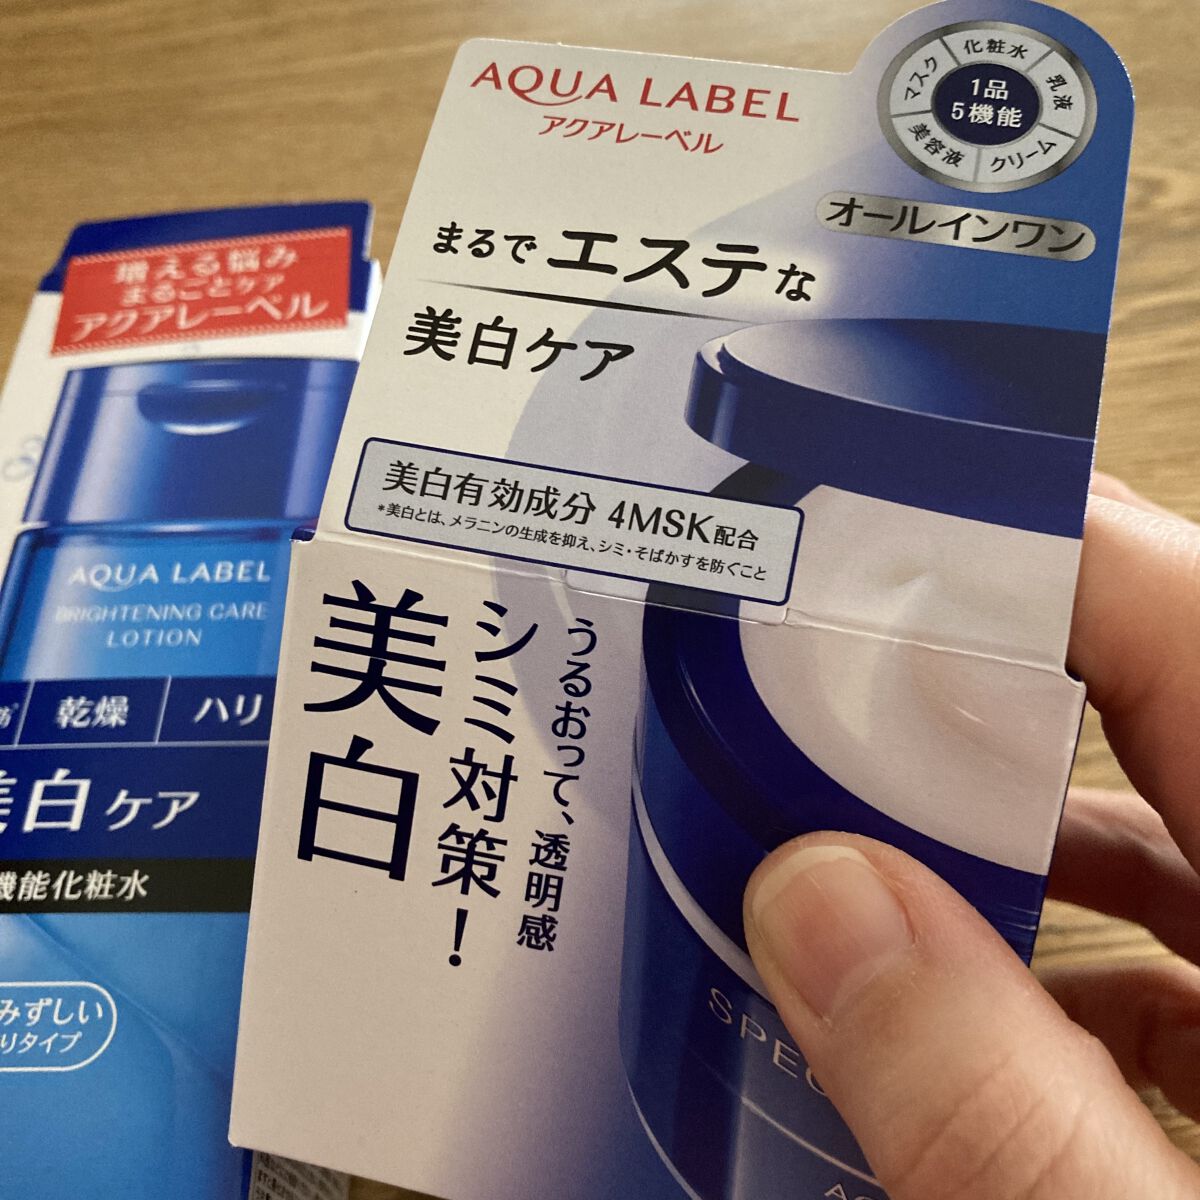 AQUA LABEL
アクアレーベル
1品
5機能
化粧水
乳液
クリーム
美容液
マスク
オールインワン
まるでエステな
美白ケア
美白有効成分 4MSK配合
*美白とは、メラニンの生成を抑え、シミ・そばかすを防ぐこと
うるおって、透明感
シミ対策!
美白
SPEC
増える悩み
まるごとケア
アクアレーベル
AQUA LABEL
BRIGHTENING CARE
LOTION
乾燥
ハリ
美白ケア
機能化粧水
みずしい
りタイプ